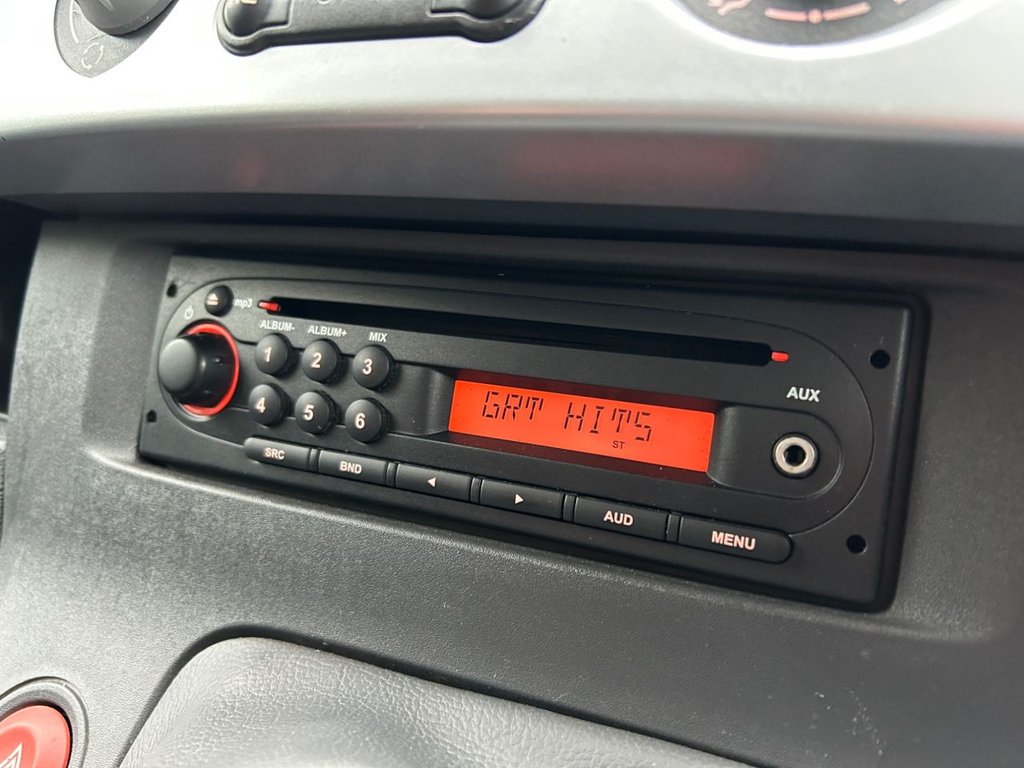 mp3
ALBUM- ALBUM+ MIX
1 2 3
AUX
GRT HITS
ST
4 5 6
SRC BND AUD MENU